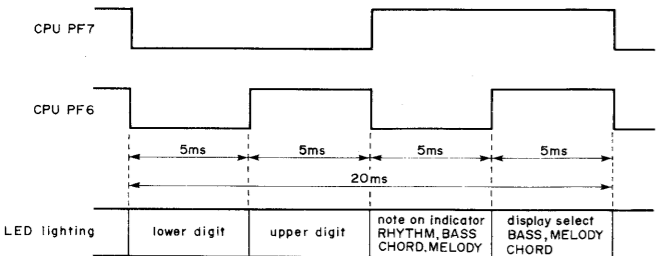 CPU PF7
CPU PF6
5ms 5ms 5ms 5ms
20ms
LED lighting
lower digit
upper digit
note on indicator
RHYTHM, BASS
CHORD, MELODY
display select
BASS, MELODY
CHORD